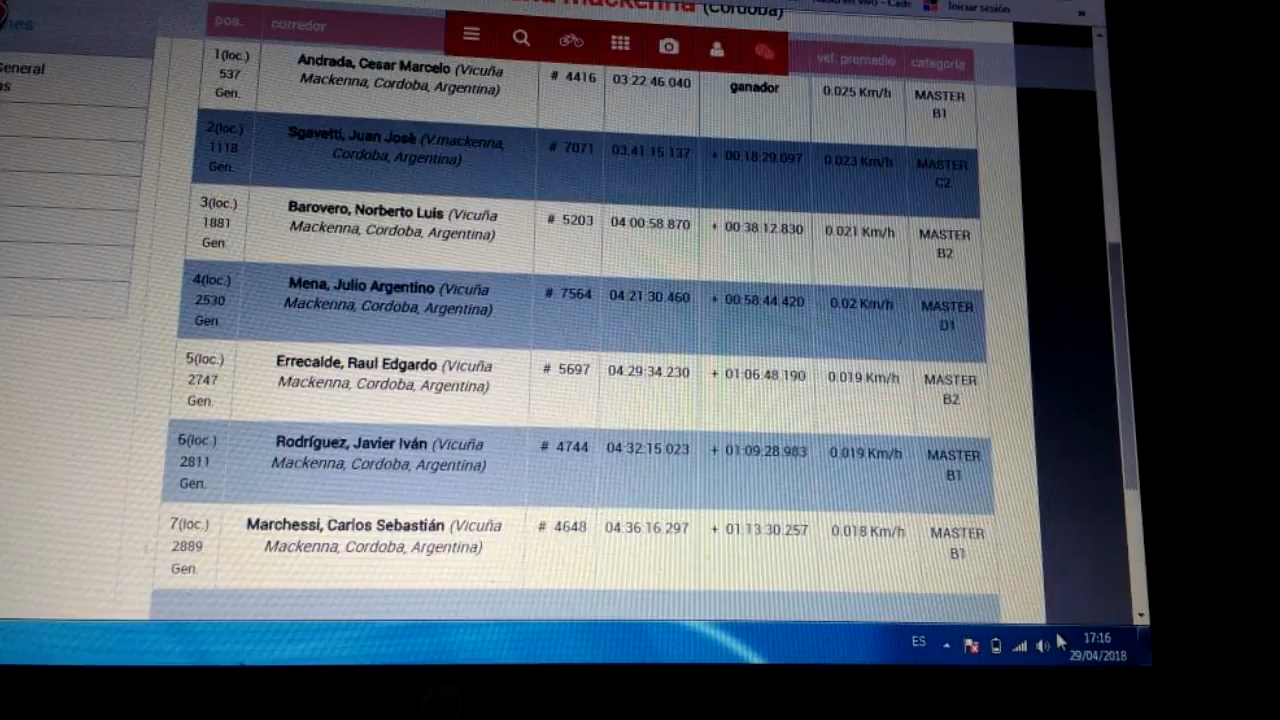 Mackenna (Cordoba)
Iniciar sesión
»
pos. corredor vel. promedio categoría
eneral
1(loc.) 537 Gen. Andrada, Cesar Marcelo (Vicuña Mackenna, Cordoba, Argentina) # 4416 03:22:46.040 ganador 0.025 Km/h MASTER B1
2(loc.) 1118 Gen. Sgavetti, Juan Josè (V.mackenna, Cordoba, Argentina) # 7071 03:41:15.137 + 00:18:29.097 0.023 Km/h MASTER C2
3(loc.) 1881 Gen. Barovero, Norberto Luis (Vicuña Mackenna, Cordoba, Argentina) # 5203 04:00:58.870 + 00:38:12.830 0.021 Km/h MASTER B2
4(loc.) 2530 Gen. Mena, Julio Argentino (Vicuña Mackenna, Cordoba, Argentina) # 7564 04:21:30.460 + 00:58:44.420 0.02 Km/h MASTER D1
5(loc.) 2747 Gen. Errecalde, Raul Edgardo (Vicuña Mackenna, Cordoba, Argentina) # 5697 04:29:34.230 + 01:06:48.190 0.019 Km/h MASTER B2
6(loc.) 2811 Gen. Rodríguez, Javier Iván (Vicuña Mackenna, Cordoba, Argentina) # 4744 04:32:15.023 + 01:09:28.983 0.019 Km/h MASTER B1
7(loc.) 2889 Gen. Marchessi, Carlos Sebastián (Vicuña Mackenna, Cordoba, Argentina) # 4648 04:36:16.297 + 01:13:30.257 0.018 Km/h MASTER B1
ES 17:16
29/04/2018